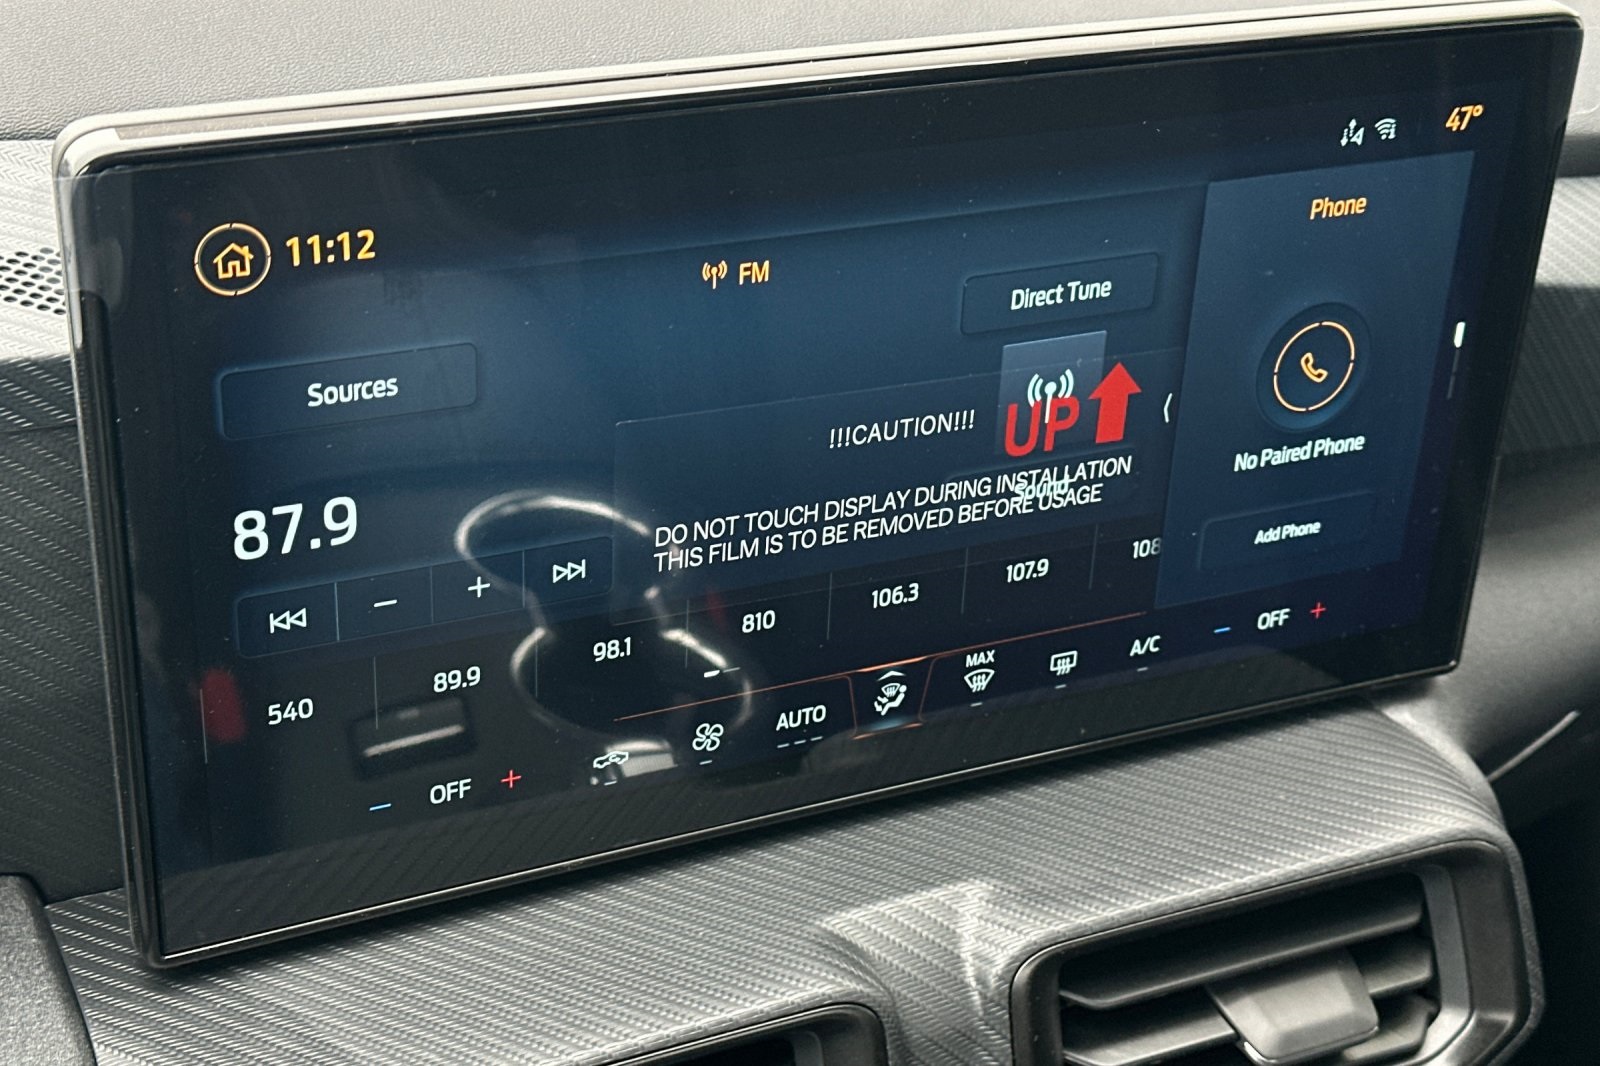 47°
11:12
FM
Direct Tune
Phone
Sources
!!!CAUTION!!!
UP
DO NOT TOUCH DISPLAY DURING INSTALLATION
THIS FILM IS TO BE REMOVED BEFORE USAGE
Sound
No Paired Phone
Add Phone
87.9
540
89.9
98.1
810
106.3
107.9
108
- OFF +
AUTO
MAX
A/C
- OFF +